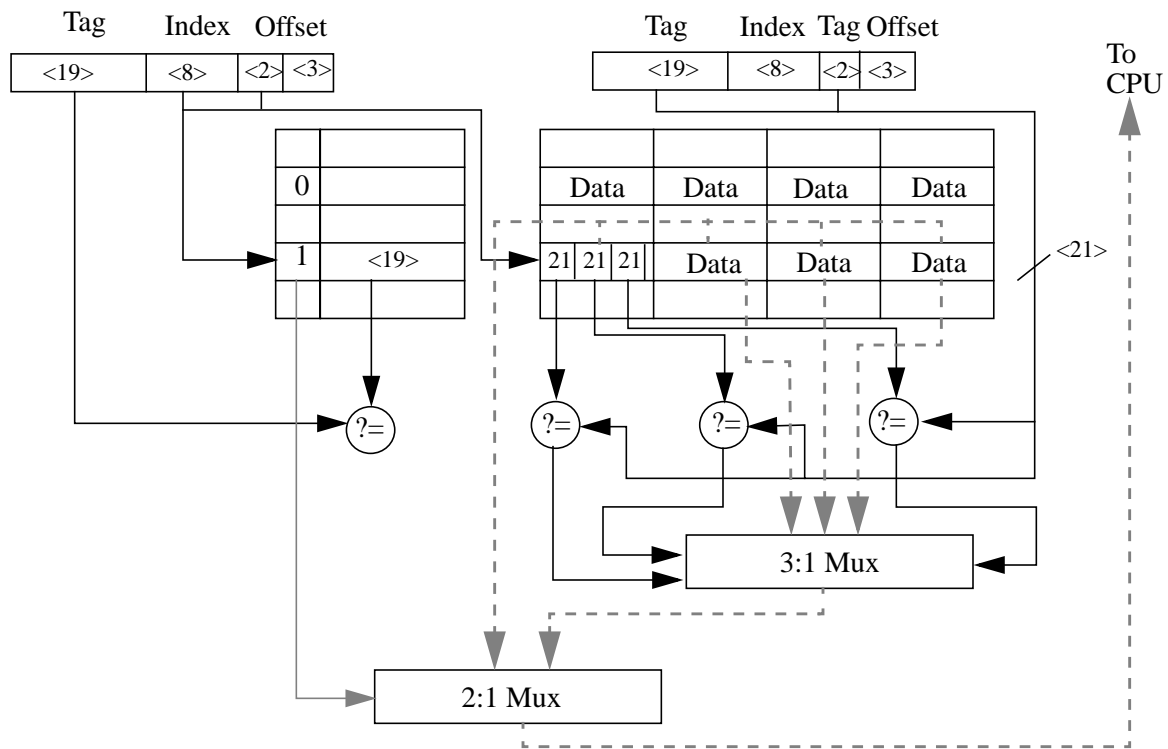 Tag Index Offset
<19> <8> <2> <3>
Tag Index Tag Offset
<19> <8> <2> <3>
To
CPU
0
Data Data Data Data
1 <19>
21 21 21 Data Data Data
<21>
?=
?= ?= ?=
3:1 Mux
2:1 Mux